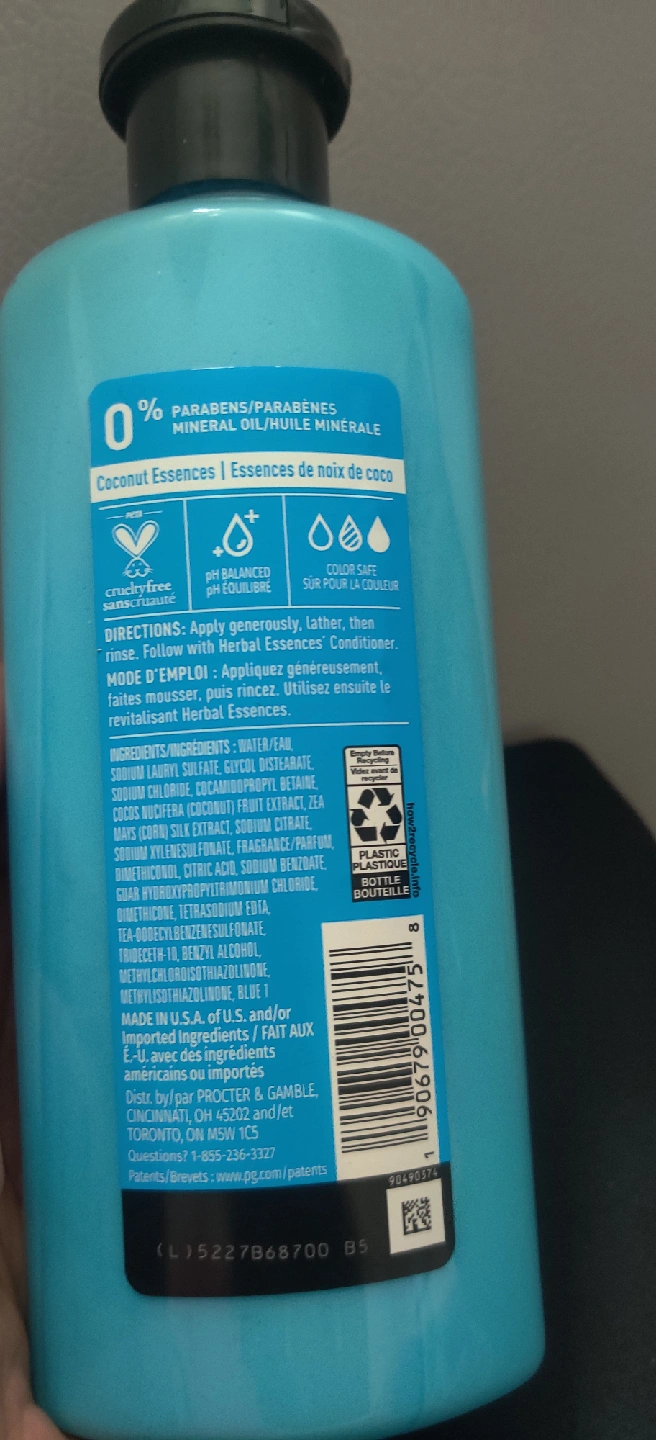 0% PARABENS/PARABÈNES
MINERAL OIL/HUILE MINÉRALE
Coconut Essences | Essences de noix de coco
PETA
crueltyfree
sanscruauté
pH BALANCED
pH ÉQUILIBRÉ
COLOR SAFE
SÛR POUR LA COULEUR
DIRECTIONS: Apply generously, lather, then
rinse. Follow with Herbal Essences® Conditioner.
MODE D'EMPLOI : Appliquez généreusement,
faites mousser, puis rincez. Utilisez ensuite le
revitalisant Herbal Essences.
INGREDIENTS/INGRÉDIENTS : WATER/EAU,
SODIUM LAURYL SULFATE, GLYCOL DISTEARATE,
SODIUM CHLORIDE, COCAMIDOPROPYL BETAINE,
COCOS NUCIFERA (COCONUT) FRUIT EXTRACT, ZEA
MAYS (CORN) SILK EXTRACT, SODIUM CITRATE,
SODIUM XYLENESULFONATE, FRAGRANCE/PARFUM,
DIMETHICONOL, CITRIC ACID, SODIUM BENZOATE,
GUAR HYDROXYPROPYLTRIMONIUM CHLORIDE,
DIMETHICONE, TETRASODIUM EDTA,
TEA-DODECYLBENZENESULFONATE,
TRIDECETH-10, BENZYL ALCOHOL,
METHYLCHLOROISOTHIAZOLINONE,
METHYLISOTHIAZOLINONE, BLUE 1
MADE IN U.S.A. of U.S. and/or
Imported Ingredients / FAIT AUX
É.-U. avec des ingrédients
américains ou importés
Distr. by/par PROCTER & GAMBLE,
CINCINNATI, OH 45202 and/et
TORONTO, ON M5W 1C5
Questions? 1-855-236-3327
Patents/Brevets : www.pg.com/patents
Empty Before
Recycling
Videz avant de
recycler
PLASTIC
PLASTIQUE
BOTTLE
BOUTEILLE
how2recycle.info
1 90679 00475 8
90490574
(L)5227B68700 B5